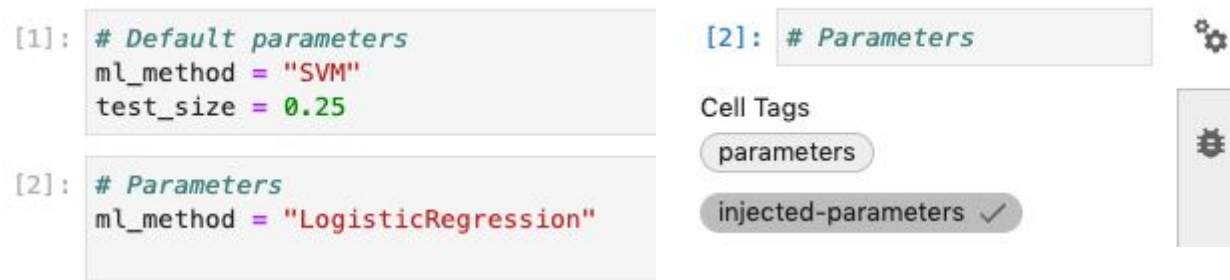 [1]: # Default parameters
ml_method = "SVM"
test_size = 0.25
[2]: # Parameters
ml_method = "LogisticRegression"
[2]: # Parameters
Cell Tags
parameters
injected-parameters ✓